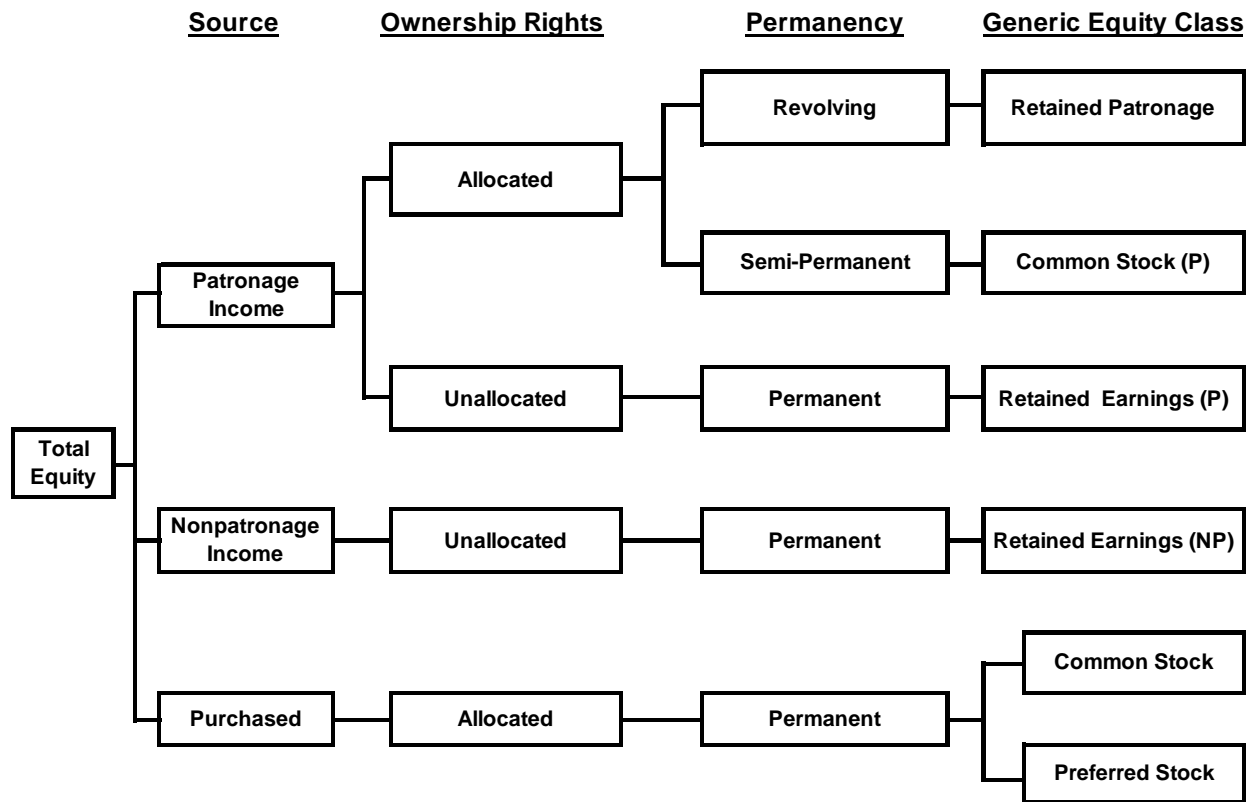 Source Ownership Rights Permanency Generic Equity Class
Revolving Retained Patronage
Allocated
Semi-Permanent Common Stock (P)
Patronage
Income
Unallocated Permanent Retained Earnings (P)
Total
Equity
Nonpatronage
Income
Unallocated Permanent Retained Earnings (NP)
Common Stock
Purchased Allocated Permanent
Preferred Stock